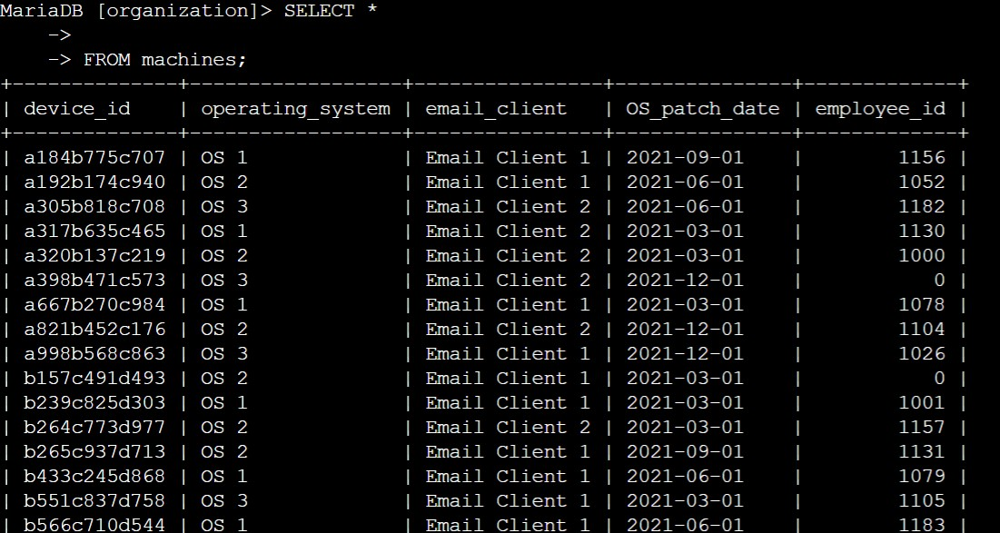 MariaDB [organization]> SELECT *
    ->
    -> FROM machines;
+--------------+------------------+----------------+---------------+-------------+
| device_id    | operating_system | email_client   | OS_patch_date | employee_id |
+--------------+------------------+----------------+---------------+-------------+
| a184b775c707 | OS 1             | Email Client 1 | 2021-09-01    |        1156 |
| a192b174c940 | OS 2             | Email Client 1 | 2021-06-01    |        1052 |
| a305b818c708 | OS 3             | Email Client 2 | 2021-06-01    |        1182 |
| a317b635c465 | OS 1             | Email Client 2 | 2021-03-01    |        1130 |
| a320b137c219 | OS 2             | Email Client 2 | 2021-03-01    |        1000 |
| a398b471c573 | OS 3             | Email Client 2 | 2021-12-01    |           0 |
| a667b270c984 | OS 1             | Email Client 1 | 2021-03-01    |        1078 |
| a821b452c176 | OS 2             | Email Client 2 | 2021-12-01    |        1104 |
| a998b568c863 | OS 3             | Email Client 1 | 2021-12-01    |        1026 |
| b157c491d493 | OS 2             | Email Client 1 | 2021-03-01    |           0 |
| b239c825d303 | OS 1             | Email Client 1 | 2021-03-01    |        1001 |
| b264c773d977 | OS 2             | Email Client 2 | 2021-03-01    |        1157 |
| b265c937d713 | OS 2             | Email Client 1 | 2021-09-01    |        1131 |
| b433c245d868 | OS 1             | Email Client 1 | 2021-06-01    |        1079 |
| b551c837d758 | OS 3             | Email Client 1 | 2021-03-01    |        1105 |
| b566c710d544 | OS 1             | Email Client 1 | 2021-06-01    |        1183 |